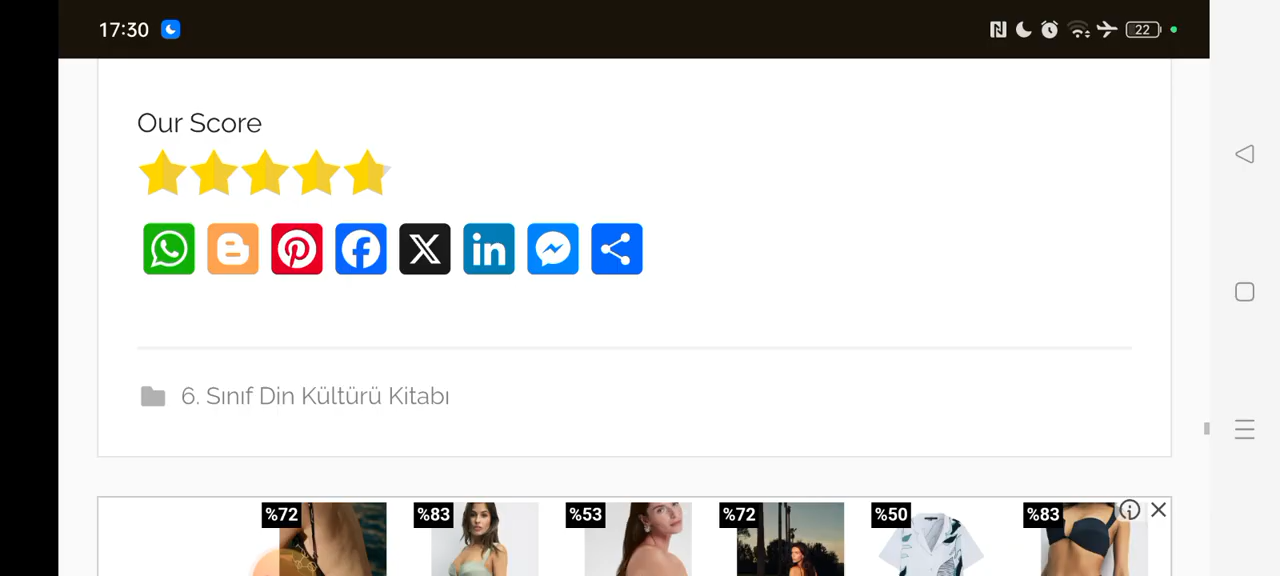 17:30
22
Our Score
6. Sınıf Din Kültürü Kitabı
%72 %83 %53 %72 %50 %83